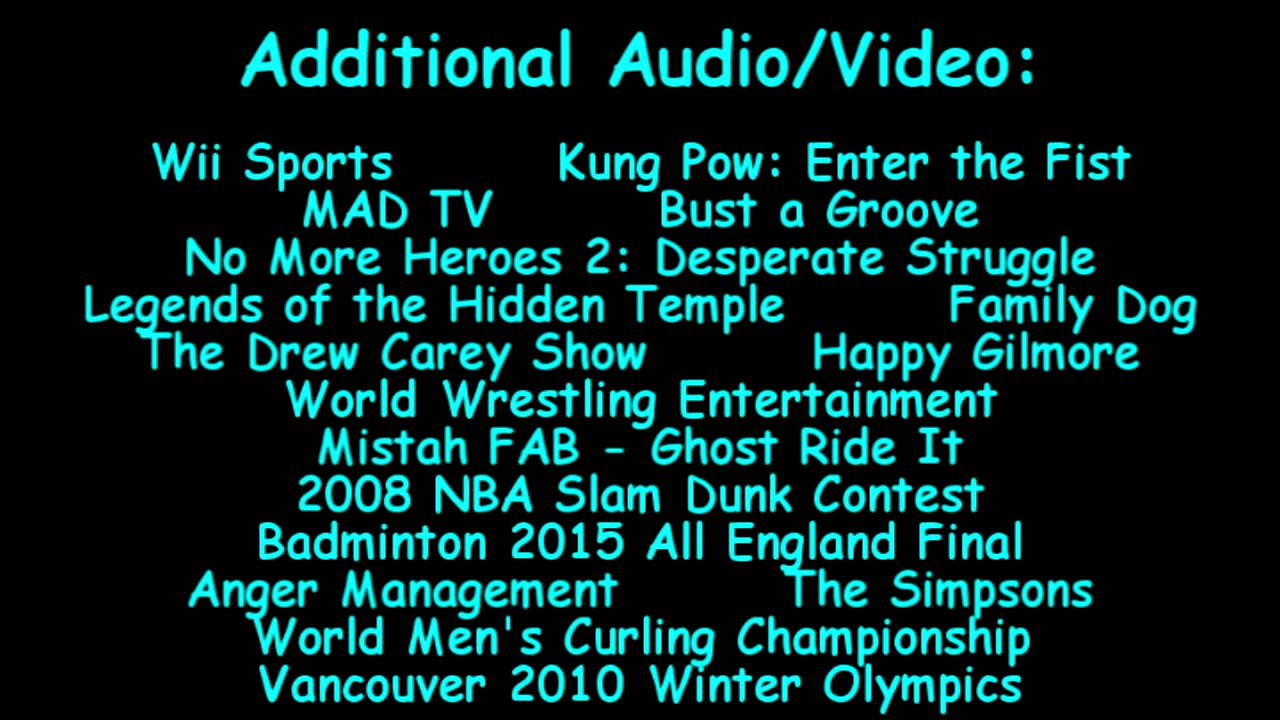 Additional Audio/Video:
Wii Sports Kung Pow: Enter the Fist
MAD TV Bust a Groove
No More Heroes 2: Desperate Struggle
Legends of the Hidden Temple Family Dog
The Drew Carey Show Happy Gilmore
World Wrestling Entertainment
Mistah FAB - Ghost Ride It
2008 NBA Slam Dunk Contest
Badminton 2015 All England Final
Anger Management The Simpsons
World Men's Curling Championship
Vancouver 2010 Winter Olympics